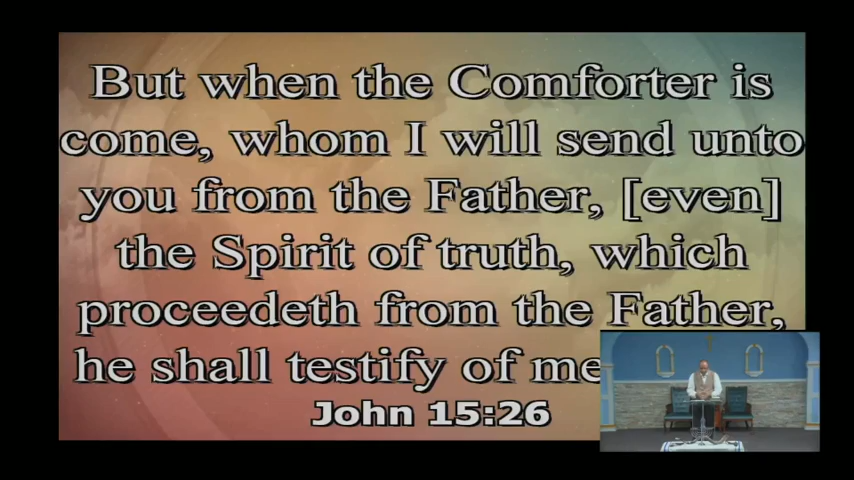 But when the Comforter is
come, whom I will send unto
you from the Father, [even]
the Spirit of truth, which
proceedeth from the Father,
he shall testify of me
John 15:26